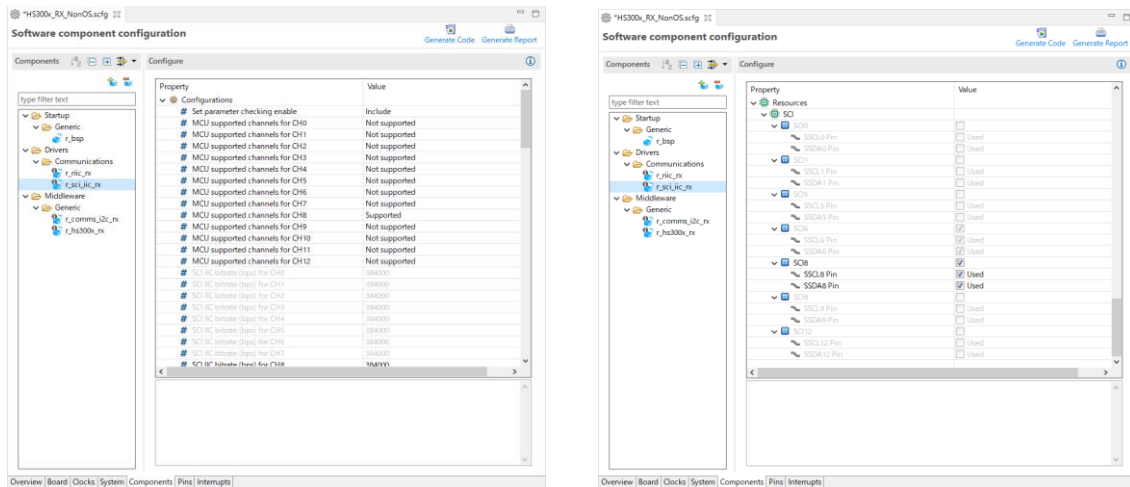 *HS300x_RX_NonOS.scfg
Software component configuration
Generate Code Generate Report
Components
Configure
type filter text
Startup
Generic
r_bsp
Drivers
Communications
r_riic_rx
r_sci_iic_rx
Middleware
Generic
r_comms_i2c_rx
r_hs300x_rx
Property Value
Configurations
# Set parameter checking enable Include
# MCU supported channels for CH0 Not supported
# MCU supported channels for CH1 Not supported
# MCU supported channels for CH2 Not supported
# MCU supported channels for CH3 Not supported
# MCU supported channels for CH4 Not supported
# MCU supported channels for CH5 Not supported
# MCU supported channels for CH6 Not supported
# MCU supported channels for CH7 Not supported
# MCU supported channels for CH8 Supported
# MCU supported channels for CH9 Not supported
# MCU supported channels for CH10 Not supported
# MCU supported channels for CH11 Not supported
# MCU supported channels for CH12 Not supported
# SCI IIC bitrate (bps) for CH0 384000
# SCI IIC bitrate (bps) for CH1 384000
# SCI IIC bitrate (bps) for CH2 384000
# SCI IIC bitrate (bps) for CH3 384000
# SCI IIC bitrate (bps) for CH4 384000
# SCI IIC bitrate (bps) for CH5 384000
# SCI IIC bitrate (bps) for CH6 384000
# SCI IIC bitrate (bps) for CH7 384000
# SCI IIC bitrate (bps) for CH8 384000
Overview Board Clocks System Components Pins Interrupts
*HS300x_RX_NonOS.scfg
Software component configuration
Generate Code Generate Report
Components
Configure
type filter text
Startup
Generic
r_bsp
Drivers
Communications
r_riic_rx
r_sci_iic_rx
Middleware
Generic
r_comms_i2c_rx
r_hs300x_rx
Property Value
Resources
SCI
SCI0
SSCL0 Pin Used
SSDA0 Pin Used
SCI1
SSCL1 Pin Used
SSDA1 Pin Used
SCI5
SSCL5 Pin Used
SSDA5 Pin Used
SCI6
SSCL6 Pin Used
SSDA6 Pin Used
SCI8
SSCL8 Pin Used
SSDA8 Pin Used
SCI9
SSCL9 Pin Used
SSDA9 Pin Used
SCI12
SSCL12 Pin Used
SSDA12 Pin Used
Overview Board Clocks System Components Pins Interrupts